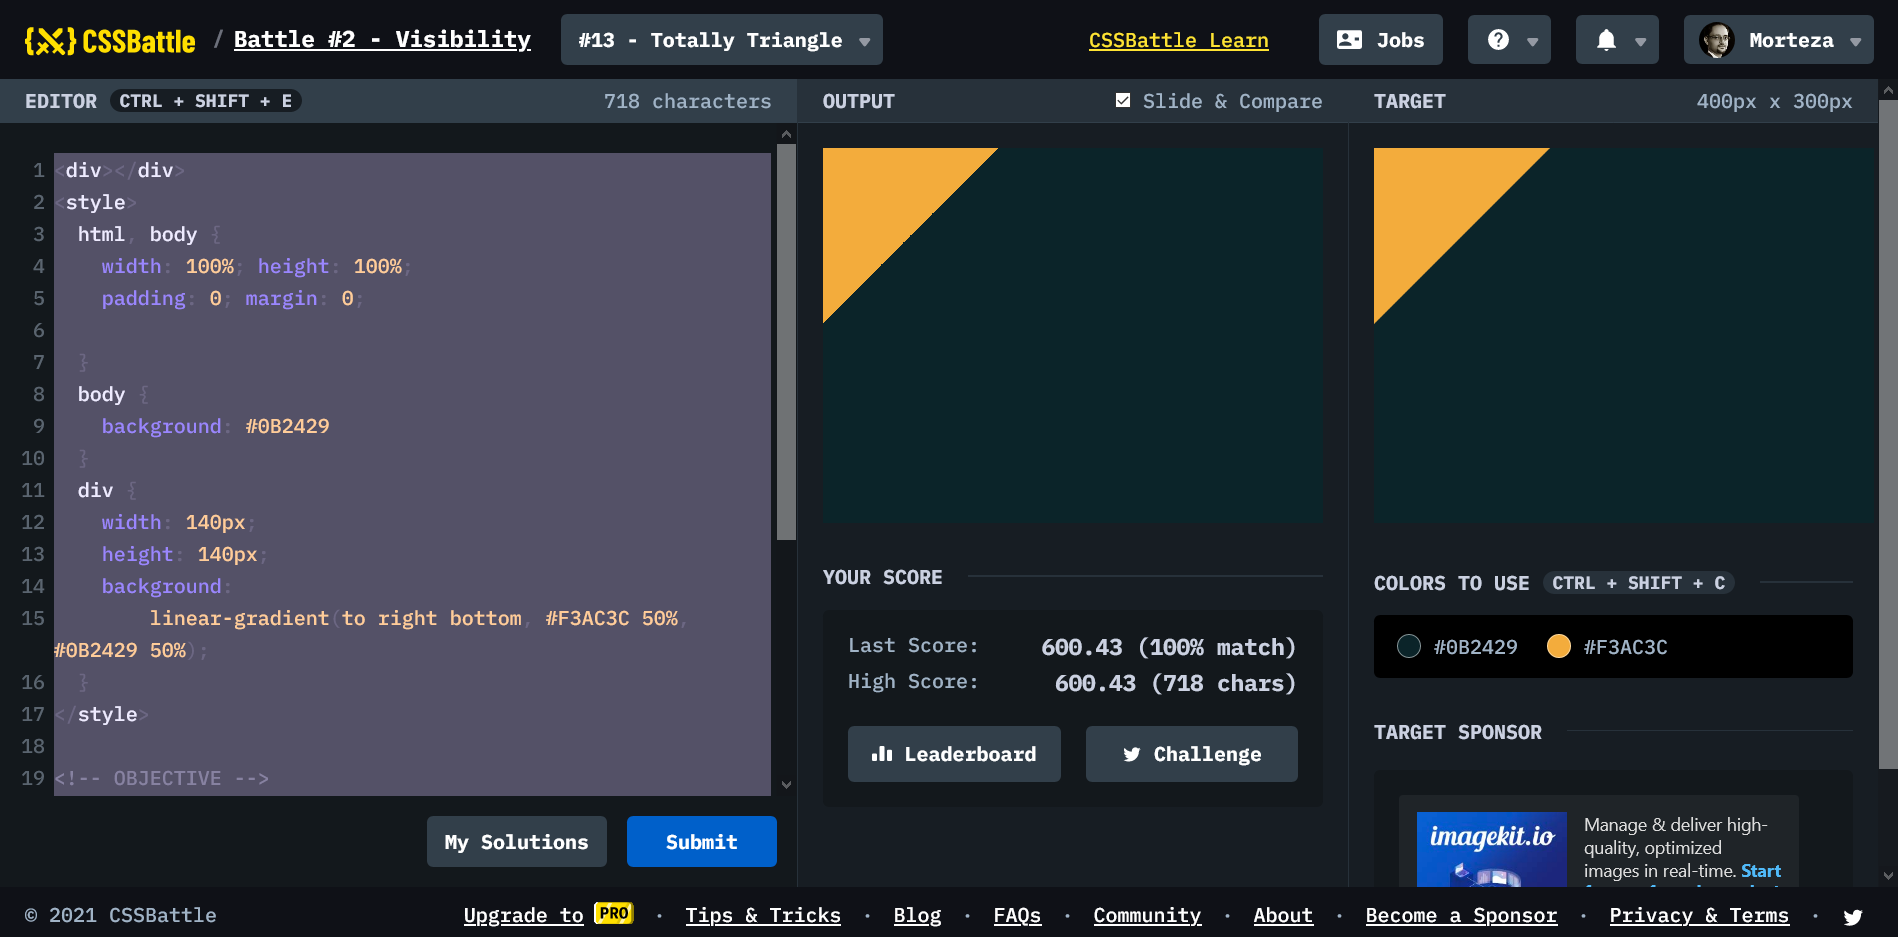 {X} CSSBattle / Battle #2 - Visibility #13 - Totally Triangle CSSBattle Learn Jobs ? Morteza
EDITOR CTRL + SHIFT + E 718 characters
1 <div></div>
2 <style>
3 html, body {
4 width: 100%; height: 100%;
5 padding: 0; margin: 0;
6
7 }
8 body {
9 background: #0B2429
10 }
11 div {
12 width: 140px;
13 height: 140px;
14 background:
15 linear-gradient(to right bottom, #F3AC3C 50%,
#0B2429 50%);
16 }
17 </style>
18
19 <!-- OBJECTIVE -->
My Solutions Submit
OUTPUT Slide & Compare
YOUR SCORE
Last Score: 600.43 (100% match)
High Score: 600.43 (718 chars)
Leaderboard Challenge
TARGET 400px x 300px
COLORS TO USE CTRL + SHIFT + C
#0B2429 #F3AC3C
TARGET SPONSOR
imagekit.io
Manage & deliver high-
quality, optimized
images in real-time. Start
© 2021 CSSBattle Upgrade to PRO · Tips & Tricks · Blog · FAQs · Community · About · Become a Sponsor · Privacy & Terms ·